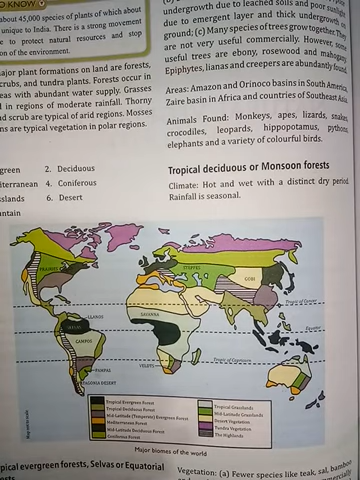 O KNOW
about 45,000 species of plants of which about
unique to India. There is a strong movement
e to protect natural resources and stop
on of the environment.
ajor plant formations on land are forests,
crubs, and tundra plants. Forests occur in
eas with abundant water supply. Grasses
d in regions of moderate rainfall. Thorny
nd scrub are typical of arid regions. Mosses
ns are typical vegetation in polar regions.
green 2. Deciduous
iterranean 4. Coniferous
sslands 6. Desert
untain
undergrowth due to leached soils and poor sunlight
due to emergent layer and thick undergrowth
ground; (c) Many species of trees grow together. They
are not very useful commercially. However, some
useful trees are ebony, rosewood and mahogany.
Epiphytes, lianas and creepers are abundantly found.
Areas: Amazon and Orinoco basins in South America,
Zaire basin in Africa and countries of Southeast Asia.
Animals Found: Monkeys, apes, lizards, snakes,
crocodiles, leopards, hippopotamus, pythons,
elephants and a variety of colourful birds.
Tropical deciduous or Monsoon forests
Climate: Hot and wet with a distinct dry period.
Rainfall is seasonal.
PRAIRIES
STEPPES
GOBI
Tropic of Cancer
LLANOS
SAVANNA
Equator
SELVAS
CAMPOS
VELDTS
Tropic of Capricorn
PAMPAS
PATAGONIA DESERT
Map not to scale
Tropical Evergreen Forest
Tropical Deciduous Forest
Mid-Latitude (Temperate) Evergreen Forest
Mediterranean Forest
Mid-Latitude Deciduous Forest
Coniferous Forest
Tropical Grasslands
Mid-Latitude Grasslands
Desert Vegetation
Tundra Vegetation
The Highlands
Major biomes of the world
pical evergreen forests, Selvas or Equatorial
ests
Vegetation: (a) Fewer species like teak, sal, bamboo